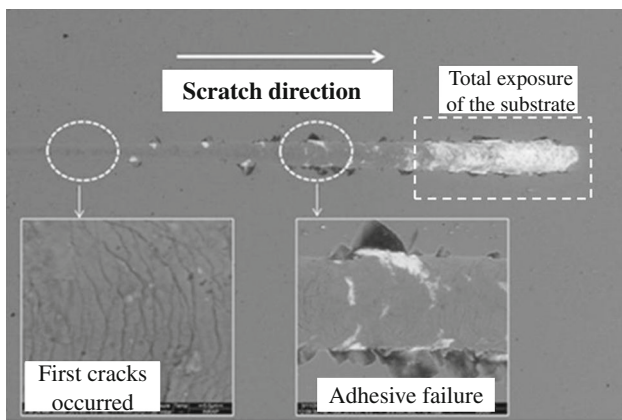 Scratch direction
Total exposure
of the substrate
First cracks
occurred
Adhesive failure